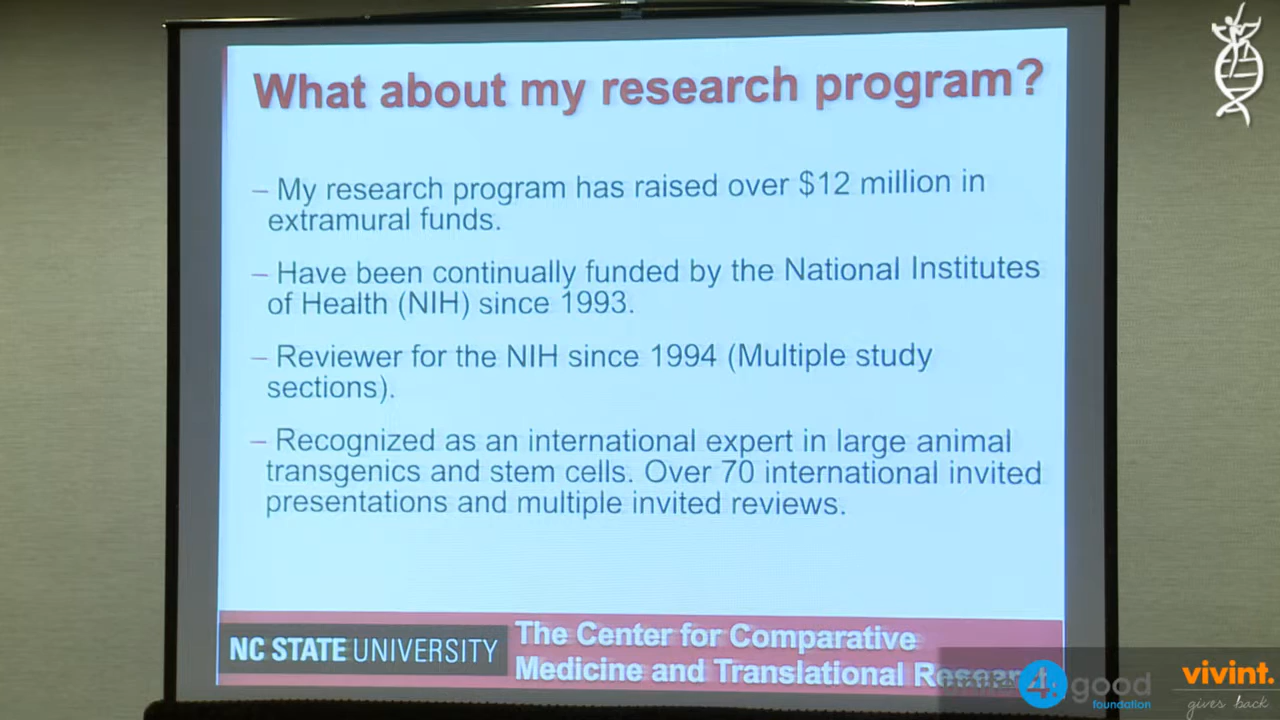 What about my research program?
– My research program has raised over $12 million in
extramural funds.
– Have been continually funded by the National Institutes
of Health (NIH) since 1993.
– Reviewer for the NIH since 1994 (Multiple study
sections).
– Recognized as an international expert in large animal
transgenics and stem cells. Over 70 international invited
presentations and multiple invited reviews.
NC STATE UNIVERSITY
The Center for Comparative
Medicine and Translational Research
4 good
foundation
vivint.
gives back